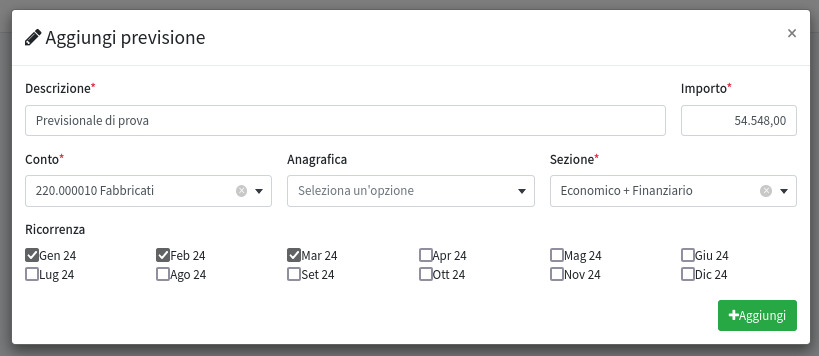 Aggiungi previsione
×
Descrizione* Importo*
Previsionale di prova 54.548,00
Conto* Anagrafica Sezione*
220.000010 Fabbricati Seleziona un'opzione Economico + Finanziario
Ricorrenza
Gen 24 Feb 24 Mar 24 Apr 24 Mag 24 Giu 24
Lug 24 Ago 24 Set 24 Ott 24 Nov 24 Dic 24
+Aggiungi